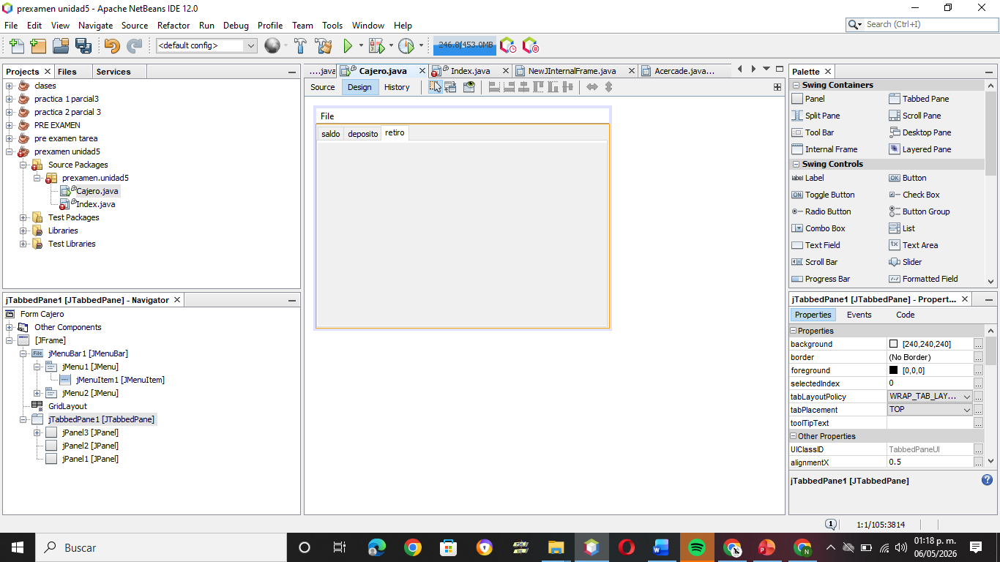 prexamen unidad5 - Apache NetBeans IDE 12.0
File Edit View Navigate Source Refactor Run Debug Profile Team Tools Window Help
Search (Ctrl+I)
<default config>
246.8/453.0MB
Projects Files Services
clases
practica 1 parcial3
practica 2 parcial 3
PRE EXAMEN
pre examen tarea
prexamen unidad5
Source Packages
prexamen.unidad5
Cajero.java
Index.java
Test Packages
Libraries
Test Libraries
jTabbedPane1 [JTabbedPane] - Navigator
Form Cajero
Other Components
[JFrame]
File
jMenuBar1 [JMenuBar]
jMenu1 [JMenu]
jMenuItem1 [JMenuItem]
jMenu2 [JMenu]
GridLayout
jTabbedPane1 [JTabbedPane]
jPanel3 [JPanel]
jPanel2 [JPanel]
jPanel1 [JPanel]
....java Cajero.java Index.java NewJInternalFrame.java Acercade.java...
Source Design History
File
saldo deposito retiro
Palette
Swing Containers
Panel Tabbed Pane
Split Pane Scroll Pane
Tool Bar Desktop Pane
Internal Frame Layered Pane
Swing Controls
label Label OK Button
ON Toggle Button Check Box
Radio Button Button Group
Combo Box List
Text Field tx Text Area
Scroll Bar Slider
Progress Bar Formatted Field
jTabbedPane1 [JTabbedPane] - Propert...
Properties Events Code
Properties
background [240,240,240] ...
border (No Border) ...
foreground [0,0,0] ...
selectedIndex 0 ...
tabLayoutPolicy WRAP_TAB_LAY... ...
tabPlacement TOP ...
toolTipText ...
Other Properties
UIClassID TabbedPaneUI ...
alignmentX 0.5 ...
jTabbedPane1 [JTabbedPane]
1 1:1/105:3814
Buscar
01:18 p. m.
06/05/2026